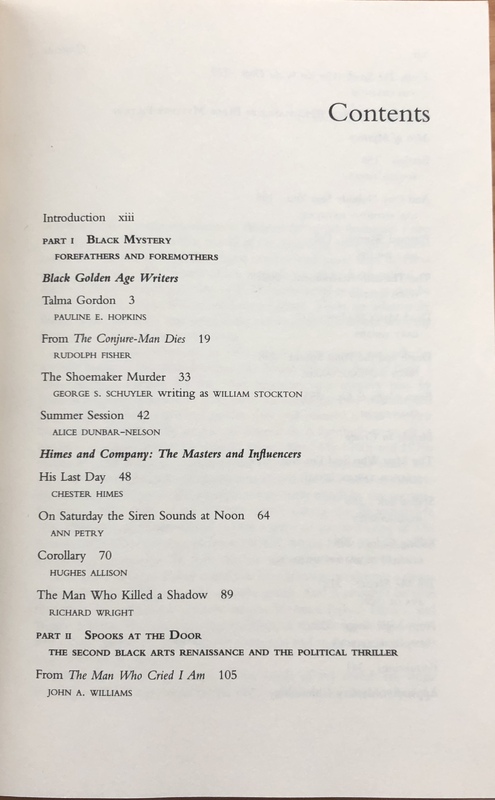 Contents
Introduction xiii
PART I BLACK MYSTERY
FOREFATHERS AND FOREMOTHERS
Black Golden Age Writers
Talma Gordon 3
PAULINE E. HOPKINS
From The Conjure-Man Dies 19
RUDOLPH FISHER
The Shoemaker Murder 33
GEORGE S. SCHUYLER writing as WILLIAM STOCKTON
Summer Session 42
ALICE DUNBAR-NELSON
Himes and Company: The Masters and Influencers
His Last Day 48
CHESTER HIMES
On Saturday the Siren Sounds at Noon 64
ANN PETRY
Corollary 70
HUGHES ALLISON
The Man Who Killed a Shadow 89
RICHARD WRIGHT
PART II SPOOKS AT THE DOOR
THE SECOND BLACK ARTS RENAISSANCE AND THE POLITICAL THRILLER
From The Man Who Cried I Am 105
JOHN A. WILLIAMS